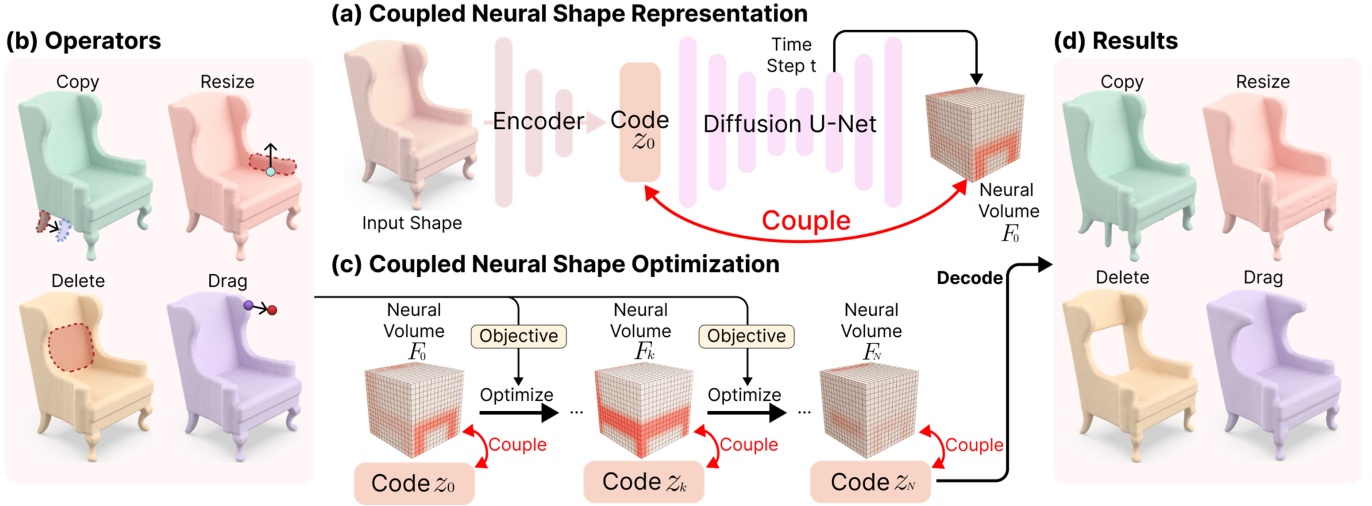 (a) Coupled Neural Shape Representation
(b) Operators
Copy
Resize
Delete
Drag
Input Shape
Encoder
Code
z0
Diffusion U-Net
Time
Step t
Neural
Volume
F0
Couple
(c) Coupled Neural Shape Optimization
Neural
Volume
F0
Objective
Optimize
...
Couple
Code z0
Neural
Volume
Fk
Objective
Optimize
...
Couple
Code zk
Neural
Volume
FN
Couple
Code zN
Decode
(d) Results
Copy
Resize
Delete
Drag